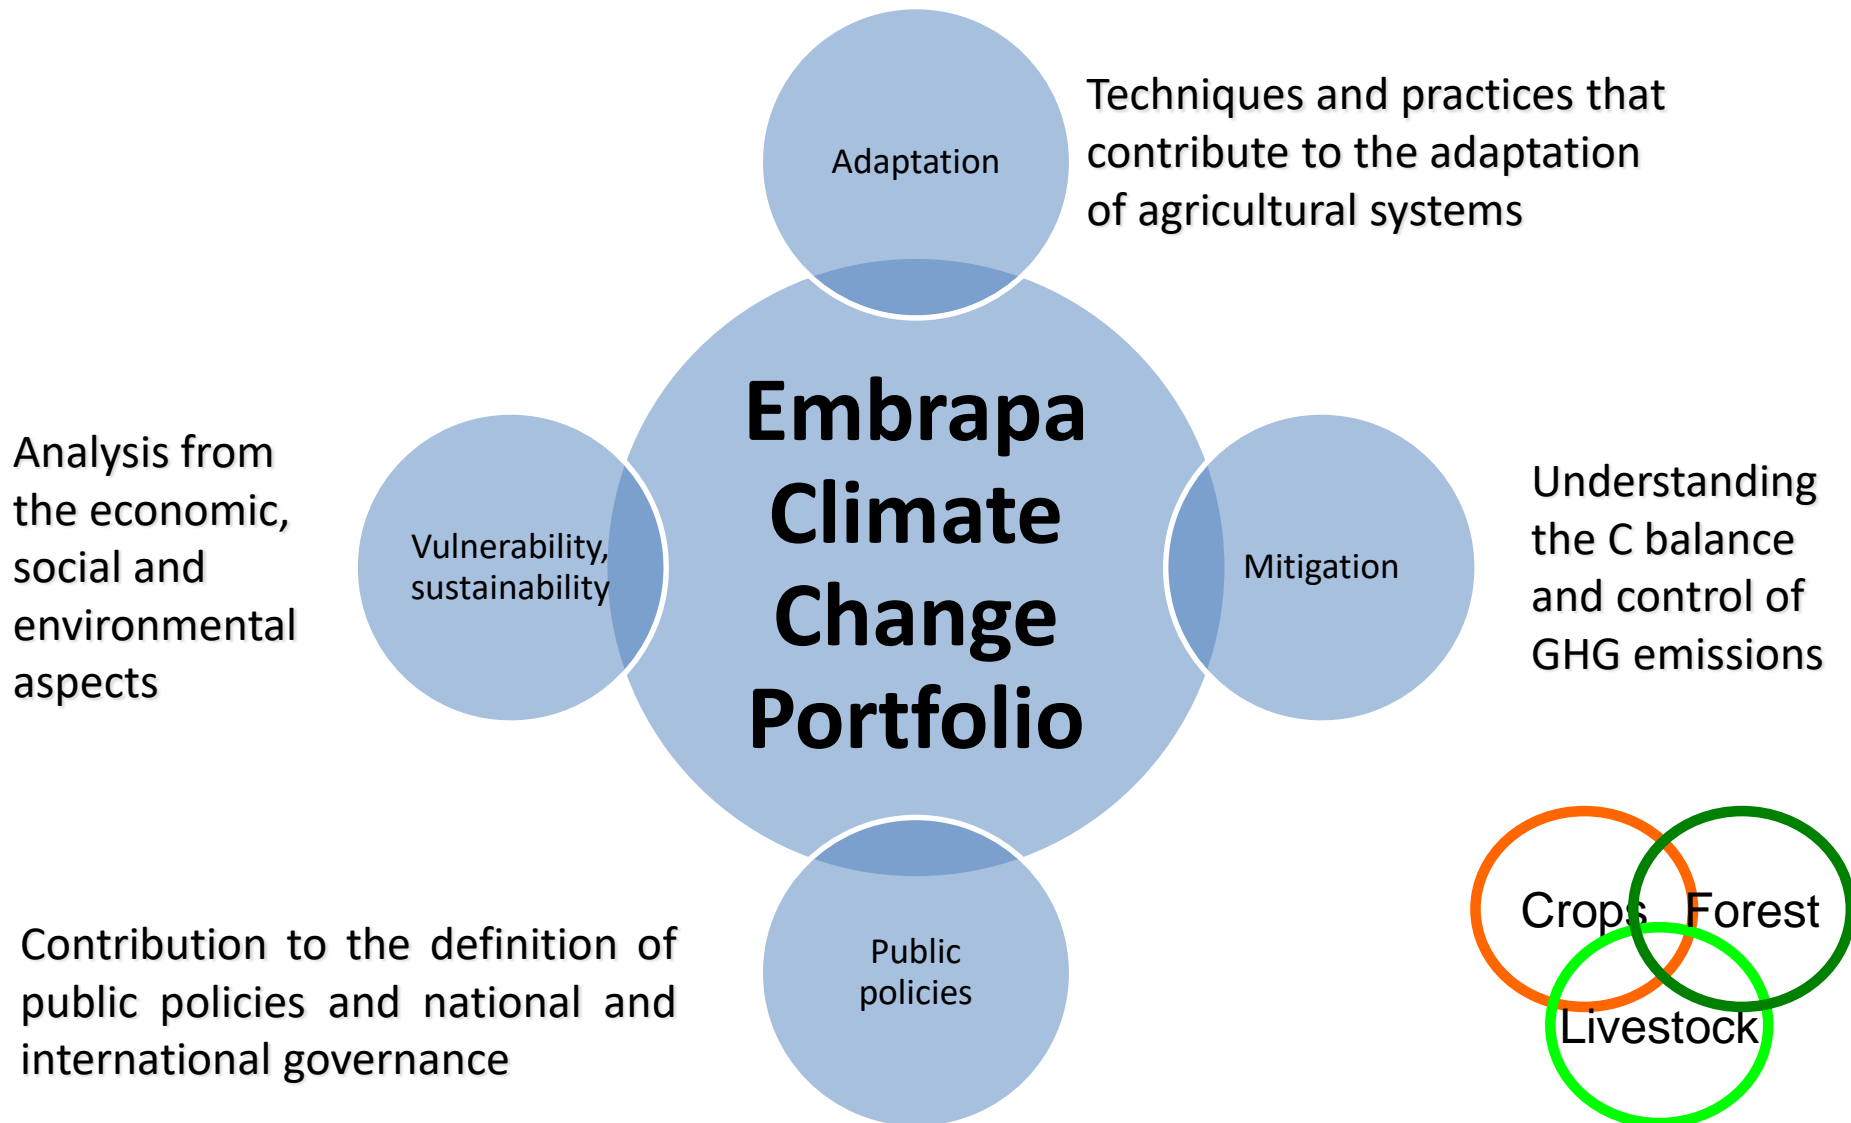 Adaptation
Techniques and practices that
contribute to the adaptation
of agricultural systems
Embrapa
Climate
Change
Portfolio
Analysis from
the economic,
social and
environmental
aspects
Vulnerability,
sustainability
Mitigation
Understanding
the C balance
and control of
GHG emissions
Contribution to the definition of
public policies and national and
international governance
Public
policies
Crops
Forest
Livestock